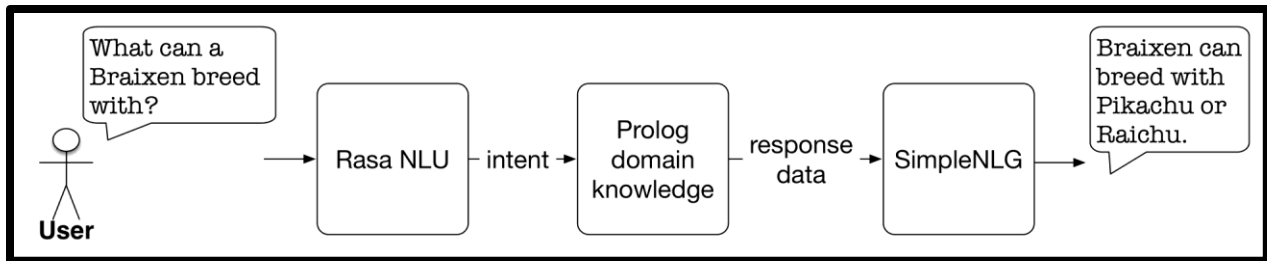 What can a
Braixen breed
with?
User
Rasa NLU
intent
Prolog
domain
knowledge
response
data
SimpleNLG
Braixen can
breed with
Pikachu or
Raichu.